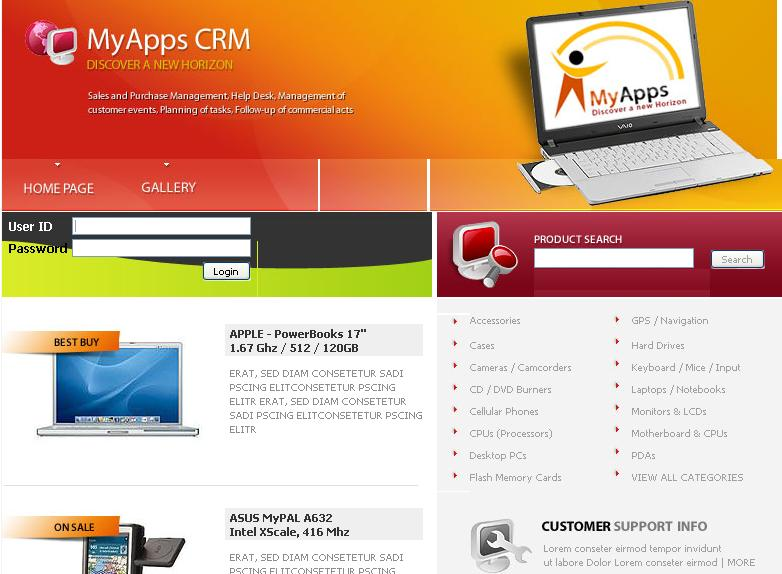 MyApps CRM
DISCOVER A NEW HORIZON
Sales and Purchase Management, Help Desk, Management of
customer events, Planning of tasks, Follow-up of commercial acts
MyApps
Discover a new Horizon
VAIO
HOME PAGE
GALLERY
User ID
Password
Login
PRODUCT SEARCH
Search
BEST BUY
APPLE - PowerBooks 17"
1.67 Ghz / 512 / 120GB
ERAT, SED DIAM CONSETETUR SADI
PSCING ELITCONSETETUR PSCING
ELITR ERAT, SED DIAM CONSETETUR
SADI PSCING ELITCONSETETUR PSCING
ELITR
ON SALE
ASUS MyPAL A632
Intel XScale, 416 Mhz
ERAT, SED DIAM CONSETETUR SADI
PSCING ELITCONSETETUR PSCING
Accessories
Cases
Cameras / Camcorders
CD / DVD Burners
Cellular Phones
CPUs (Processors)
Desktop PCs
Flash Memory Cards
GPS / Navigation
Hard Drives
Keyboard / Mice / Input
Laptops / Notebooks
Monitors & LCDs
Motherboard & CPUs
PDAs
VIEW ALL CATEGORIES
CUSTOMER SUPPORT INFO
Lorem conseter eirmod tempor invidunt
ut labore Dolor Lorem conseter eirmod | MORE